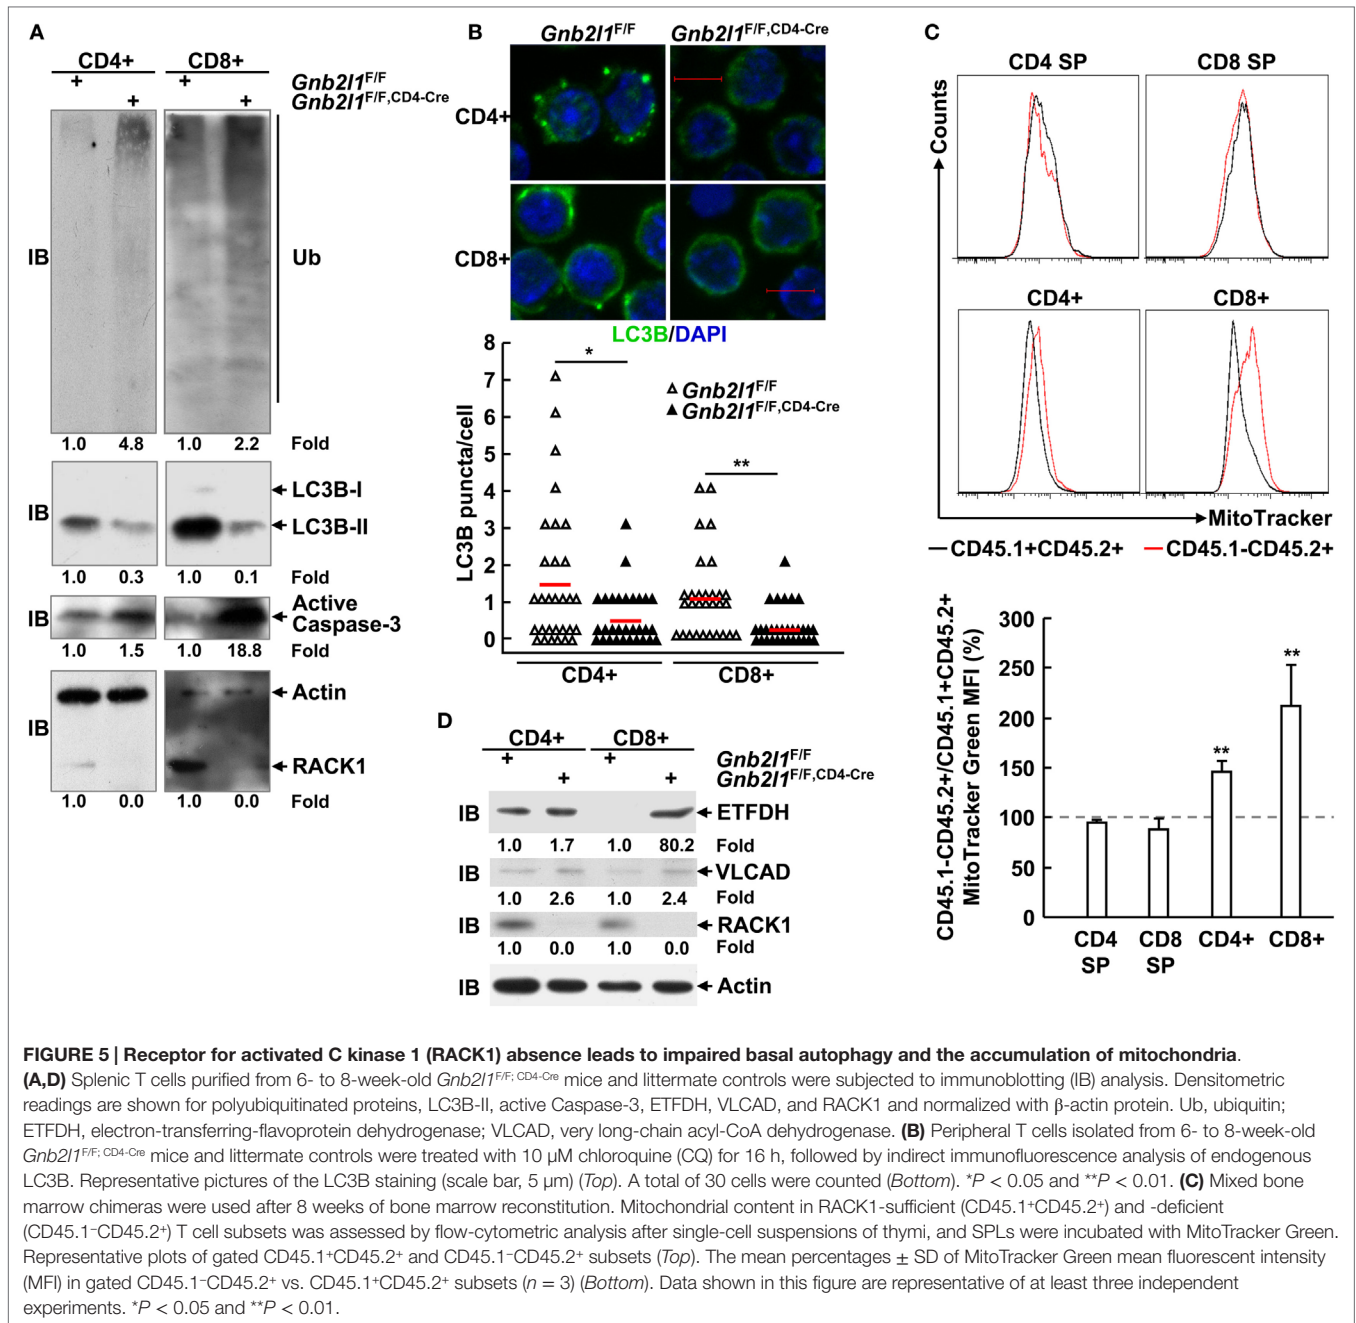 A
CD4+ CD8+
+ + Gnb2l1F/F
+ + Gnb2l1F/F,CD4-Cre
IB Ub
1.0 4.8 1.0 2.2 Fold
LC3B-I
IB LC3B-II
1.0 0.3 1.0 0.1 Fold
IB Active
Caspase-3
1.0 1.5 1.0 18.8 Fold
Actin
IB
RACK1
1.0 0.0 1.0 0.0 Fold
B
Gnb2l1F/F Gnb2l1F/F,CD4-Cre
CD4+
CD8+
LC3B/DAPI
LC3B puncta/cell
8
7
6
5
4
3
2
1
0
*
**
Gnb2l1F/F
Gnb2l1F/F,CD4-Cre
CD4+ CD8+
C
CD4 SP CD8 SP
Counts
CD4+ CD8+
MitoTracker
CD45.1+CD45.2+ CD45.1-CD45.2+
CD45.1-CD45.2+/CD45.1+CD45.2+
MitoTracker Green MFI (%)
300
250
200
150
100
50
0
**
**
CD4 CD8 CD4+ CD8+
SP SP
D
CD4+ CD8+
+ + Gnb2l1F/F
+ + Gnb2l1F/F,CD4-Cre
IB ETFDH
1.0 1.7 1.0 80.2 Fold
IB VLCAD
1.0 2.6 1.0 2.4 Fold
IB RACK1
1.0 0.0 1.0 0.0 Fold
IB Actin
FIGURE 5 | Receptor for activated C kinase 1 (RACK1) absence leads to impaired basal autophagy and the accumulation of mitochondria.
(A,D) Splenic T cells purified from 6- to 8-week-old Gnb2l1F/F; CD4-Cre mice and littermate controls were subjected to immunoblotting (IB) analysis. Densitometric
readings are shown for polyubiquitinated proteins, LC3B-II, active Caspase-3, ETFDH, VLCAD, and RACK1 and normalized with β-actin protein. Ub, ubiquitin;
ETFDH, electron-transferring-flavoprotein dehydrogenase; VLCAD, very long-chain acyl-CoA dehydrogenase. (B) Peripheral T cells isolated from 6- to 8-week-old
Gnb2l1F/F; CD4-Cre mice and littermate controls were treated with 10 µM chloroquine (CQ) for 16 h, followed by indirect immunofluorescence analysis of endogenous
LC3B. Representative pictures of the LC3B staining (scale bar, 5 µm) (Top). A total of 30 cells were counted (Bottom). *P < 0.05 and **P < 0.01. (C) Mixed bone
marrow chimeras were used after 8 weeks of bone marrow reconstitution. Mitochondrial content in RACK1-sufficient (CD45.1+CD45.2+) and -deficient
(CD45.1−CD45.2+) T cell subsets was assessed by flow-cytometric analysis after single-cell suspensions of thymi, and SPLs were incubated with MitoTracker Green.
Representative plots of gated CD45.1+CD45.2+ and CD45.1−CD45.2+ subsets (Top). The mean percentages ± SD of MitoTracker Green mean fluorescent intensity
(MFI) in gated CD45.1−CD45.2+ vs. CD45.1+CD45.2+ subsets (n = 3) (Bottom). Data shown in this figure are representative of at least three independent
experiments. *P < 0.05 and **P < 0.01.